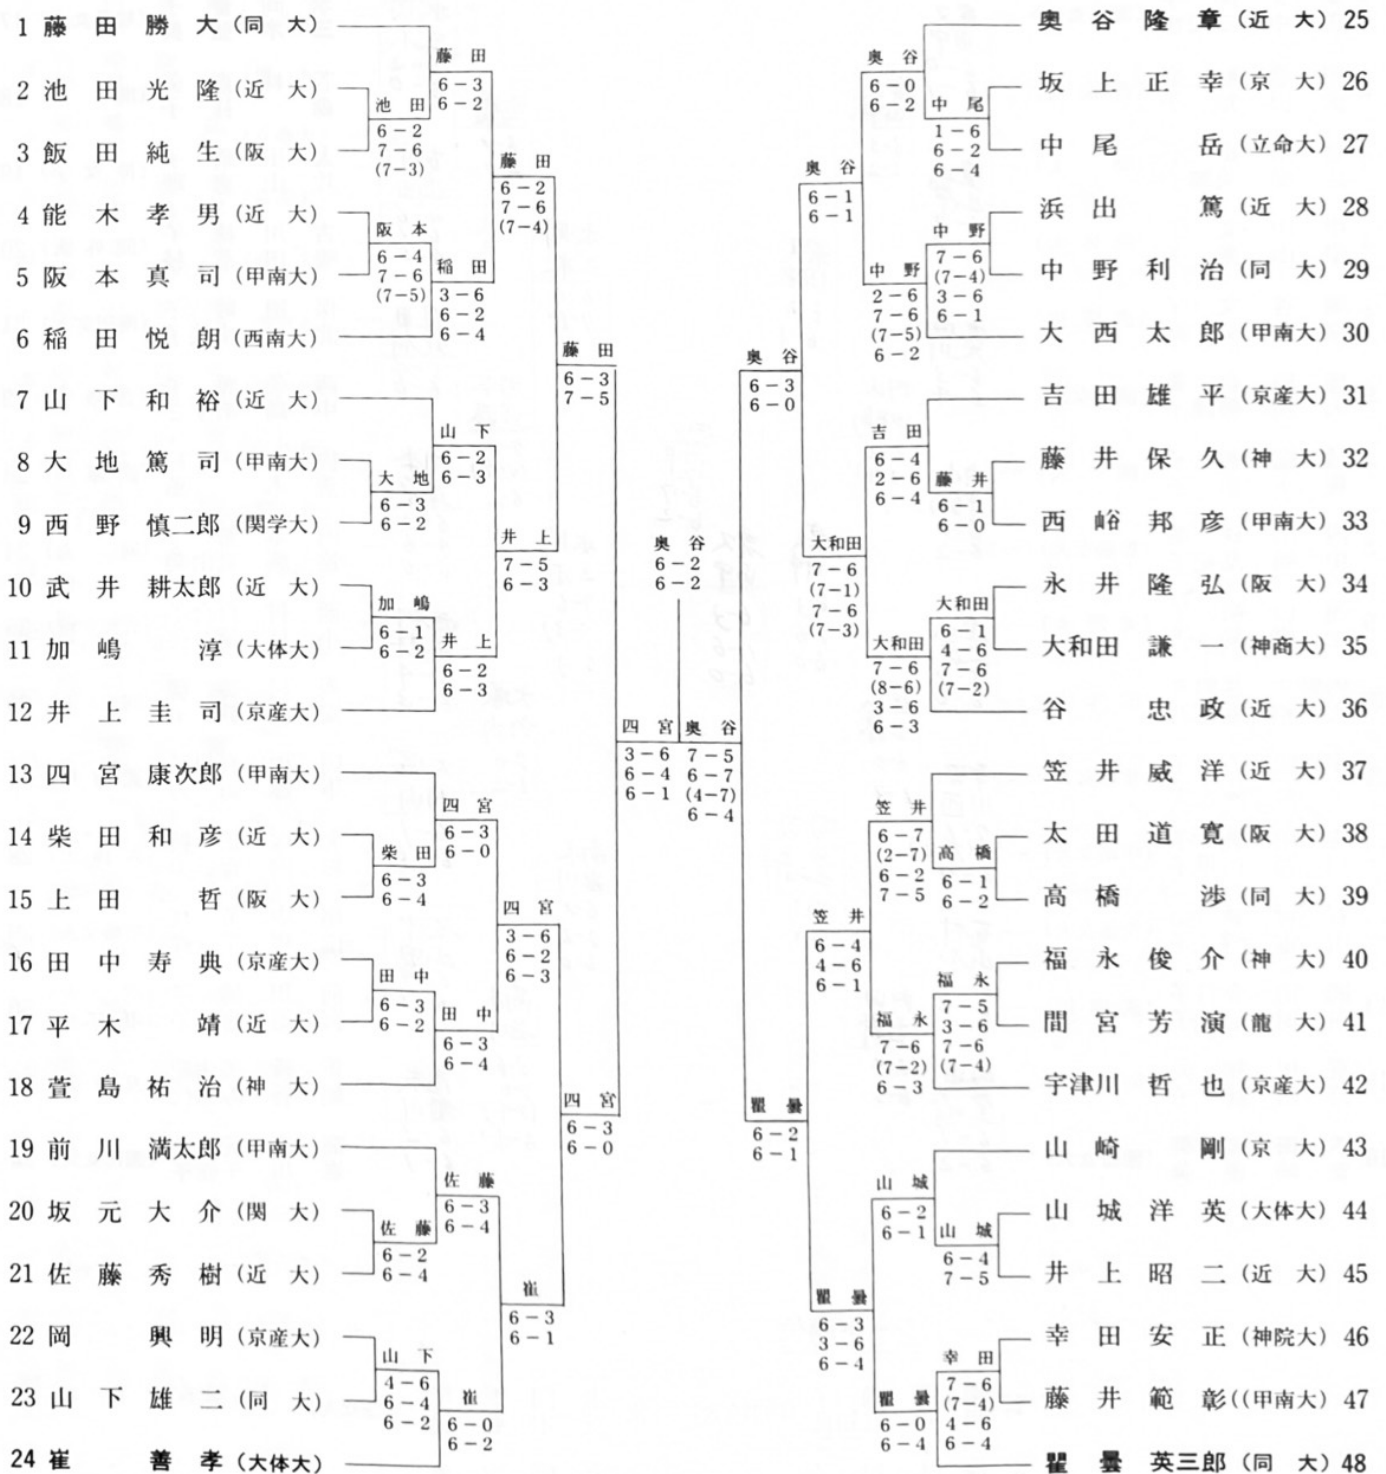 1 藤田勝大(同大)
2 池田光隆(近大)
3 飯田純生(阪大)
4 能木孝男(近大)
5 阪本真司(甲南大)
6 稲田悦朗(西南大)
7 山下和裕(近大)
8 大地篤司(甲南大)
9 西野慎二郎(関学大)
10 武井耕太郎(近大)
11 加嶋淳(大体大)
12 井上圭司(京産大)
13 四宮康次郎(甲南大)
14 柴田和彦(近大)
15 上田哲(阪大)
16 田中寿典(京産大)
17 平木靖(近大)
18 萱島祐治(神大)
19 前川満太郎(甲南大)
20 坂元大介(関大)
21 佐藤秀樹(近大)
22 岡興明(京産大)
23 山下雄二(同大)
24 崔善孝(大体大)
池田
6-2
7-6
(7-3)
阪本
6-4
7-6
(7-5)
大地
6-3
6-2
加嶋
6-1
6-2
柴田
6-3
6-4
田中
6-3
6-2
佐藤
6-2
6-4
山下
4-6
6-4
6-2
藤田
6-3
6-2
稲田
3-6
6-2
6-4
山下
6-2
6-3
井上
6-2
6-3
四宮
6-3
6-0
田中
6-3
6-4
佐藤
6-3
6-4
崔
6-0
6-2
藤田
6-2
7-6
(7-4)
井上
7-5
6-3
四宮
3-6
6-2
6-3
崔
6-3
6-1
藤田
6-3
7-5
四宮
6-3
6-0
四宮
3-6
6-4
6-1
奥谷
6-2
6-2
奥谷
7-5
6-7
(4-7)
6-4
奥谷
6-3
6-0
瞿曇
6-2
6-1
奥谷
6-1
6-1
大和田
7-6
(7-1)
7-6
(7-3)
笠井
6-4
4-6
6-1
瞿曇
6-3
3-6
6-4
奥谷
6-0
6-2
中野
2-6
7-6
(7-5)
6-2
吉田
6-4
2-6
6-4
大和田
7-6
(8-6)
3-6
6-3
笠井
6-7
(2-7)
6-2
7-5
福永
7-6
(7-2)
6-3
山城
6-2
6-1
瞿曇
6-0
6-4
中尾
1-6
6-2
6-4
中野
7-6
(7-4)
3-6
6-1
藤井
6-1
6-0
大和田
6-1
4-6
7-6
(7-2)
高橋
6-1
6-2
福永
7-5
3-6
7-6
(7-4)
山城
6-4
7-5
幸田
7-6
(7-4)
4-6
6-4
奥谷隆章(近大) 25
坂上正幸(京大) 26
中尾岳(立命大) 27
浜出篤(近大) 28
中野利治(同大) 29
大西太郎(甲南大) 30
吉田雄平(京産大) 31
藤井保久(神大) 32
西峪邦彦(甲南大) 33
永井隆弘(阪大) 34
大和田謙一(神商大) 35
谷忠政(近大) 36
笠井威洋(近大) 37
太田道寛(阪大) 38
高橋渉(同大) 39
福永俊介(神大) 40
間宮芳演(龍大) 41
宇津川哲也(京産大) 42
山崎剛(京大) 43
山城洋英(大体大) 44
井上昭二(近大) 45
幸田安正(神院大) 46
藤井範彰((甲南大) 47
瞿曇英三郎(同大) 48